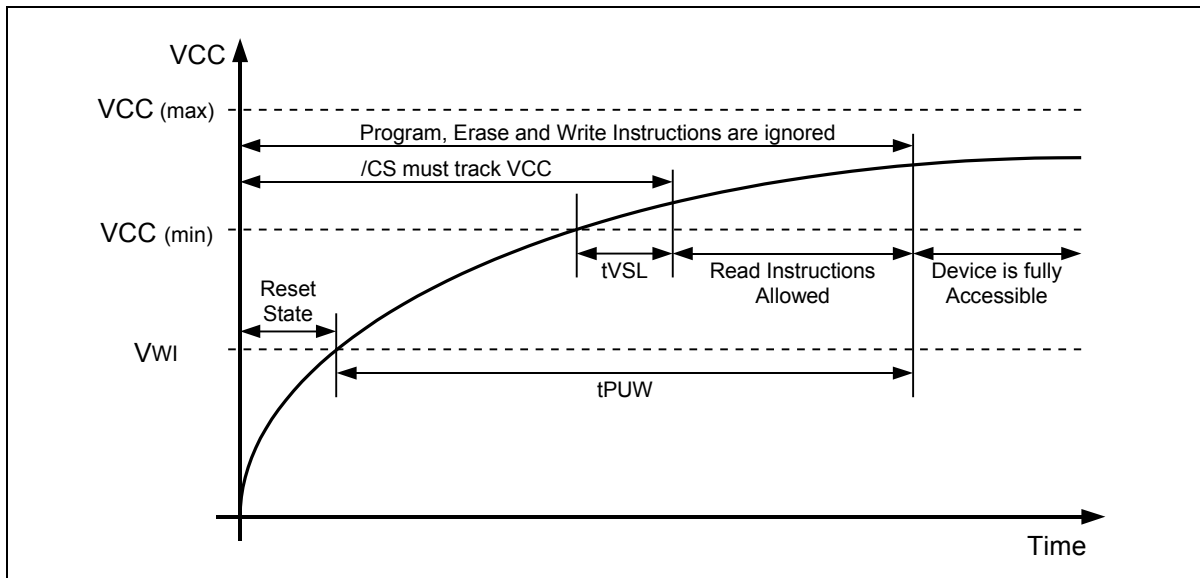 VCC
VCC (max)
Program, Erase and Write Instructions are ignored
/CS must track VCC
VCC (min)
tVSL
Read Instructions
Allowed
Device is fully
Accessible
Reset
State
VWI
tPUW
Time